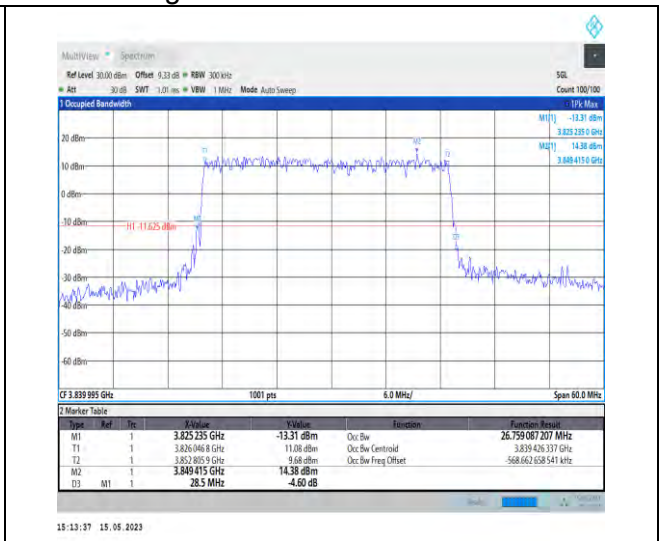 MultiView Spectrum
Ref Level 30.00 dBm Offset 9.33 dB RBW 300 kHz SGL
Att 30 dB SWT 1.01 ms VBW 1 MHz Mode Auto Sweep Count 100/100
1 Occupied Bandwidth 1Pk Max
M1[1] -13.31 dBm
3.825 235 0 GHz
M2[1] 14.38 dBm
3.849 415 0 GHz
20 dBm
T1 M2 T2
10 dBm
0 dBm
-10 dBm
H1 -11.625 dBm
M1
D3
-20 dBm
-30 dBm
-40 dBm
-50 dBm
-60 dBm
CF 3.839 995 GHz 1001 pts 6.0 MHz/ Span 60.0 MHz
2 Marker Table
Type Ref Trc X-Value Y-Value Function Function Result
M1 1 3.825 235 GHz -13.31 dBm Occ Bw 26.759 087 207 MHz
T1 1 3.826 046 8 GHz 11.08 dBm Occ Bw Centroid 3.839 426 337 GHz
T2 1 3.852 805 9 GHz 9.68 dBm Occ Bw Freq Offset -568.662 658 541 kHz
M2 1 3.849 415 GHz 14.38 dBm
D3 M1 1 28.5 MHz -4.60 dB
15:13:37 15.05.2023